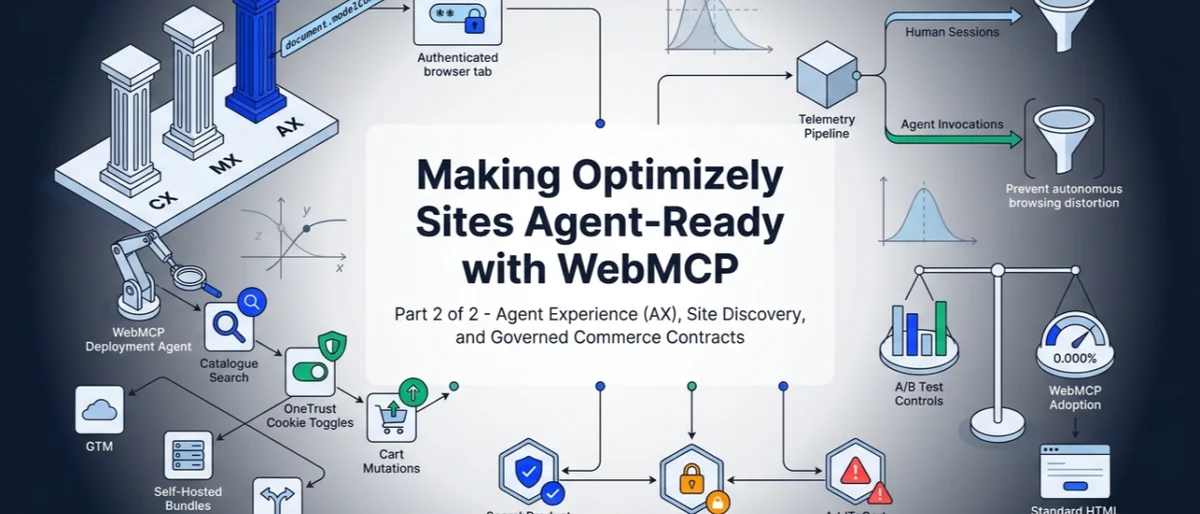 document.modelCo
**
Authenticated
browser tab
Human Sessions
Telemetry
Pipeline
Agent Invocations
Prevent autonomous
browsing distortion
CX
MX
AX
Making Optimizely
Sites Agent-Ready
with WebMCP
Part 2 of 2 - Agent Experience (AX), Site Discovery,
and Governed Commerce Contracts
y
z
x
WebMCP
Deployment Agent
Catalogue
Search
OneTrust
Cookie Toggles
Cart
Mutations
GTM
Self-Hosted
Bundles
A/B Test
Controls
0.000%
WebMCP
Adoption
Standard HTML